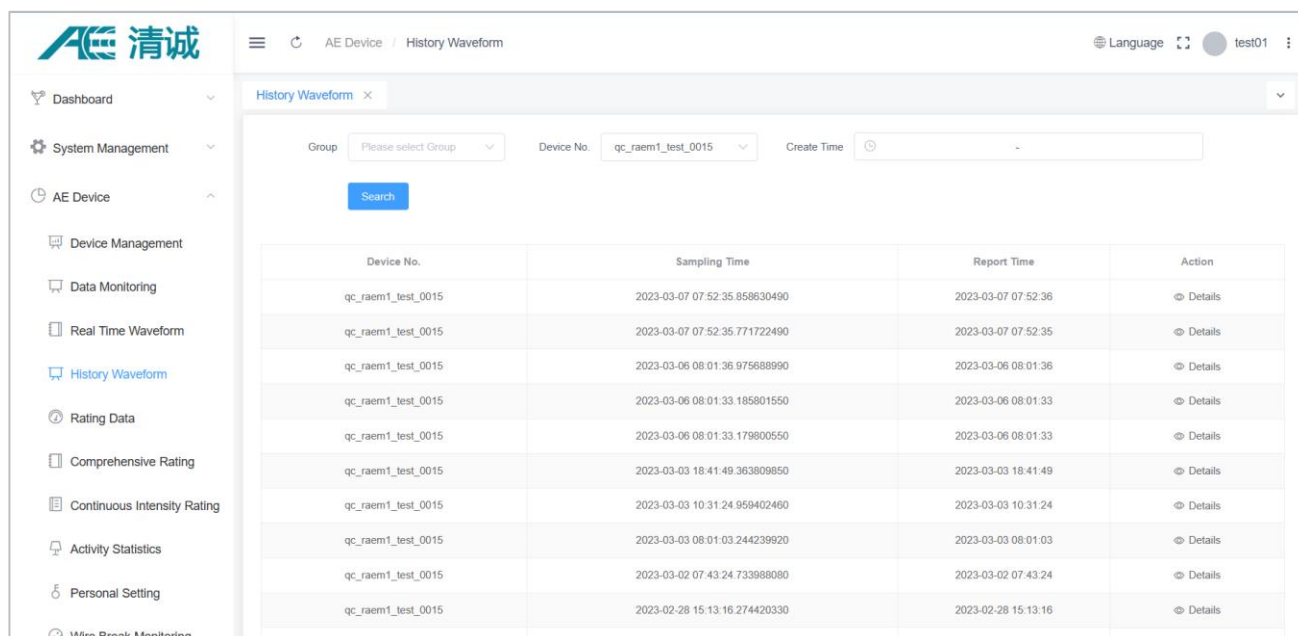 AE 清诚
AE Device / History Waveform
Language
test01
Dashboard
System Management
AE Device
Device Management
Data Monitoring
Real Time Waveform
History Waveform
Rating Data
Comprehensive Rating
Continuous Intensity Rating
Activity Statistics
Personal Setting
Wire Break Monitoring
History Waveform ×
Group Please select Group Device No. qc_raem1_test_0015 Create Time -
Search
Device No. Sampling Time Report Time Action
qc_raem1_test_0015 2023-03-07 07:52:35.858630490 2023-03-07 07:52:36 Details
qc_raem1_test_0015 2023-03-07 07:52:35.771722490 2023-03-07 07:52:35 Details
qc_raem1_test_0015 2023-03-06 08:01:36.975688990 2023-03-06 08:01:36 Details
qc_raem1_test_0015 2023-03-06 08:01:33.185801550 2023-03-06 08:01:33 Details
qc_raem1_test_0015 2023-03-06 08:01:33.179800550 2023-03-06 08:01:33 Details
qc_raem1_test_0015 2023-03-03 18:41:49.363809850 2023-03-03 18:41:49 Details
qc_raem1_test_0015 2023-03-03 10:31:24.959402460 2023-03-03 10:31:24 Details
qc_raem1_test_0015 2023-03-03 08:01:03.244239920 2023-03-03 08:01:03 Details
qc_raem1_test_0015 2023-03-02 07:43:24.733988080 2023-03-02 07:43:24 Details
qc_raem1_test_0015 2023-02-28 15:13:16.274420330 2023-02-28 15:13:16 Details